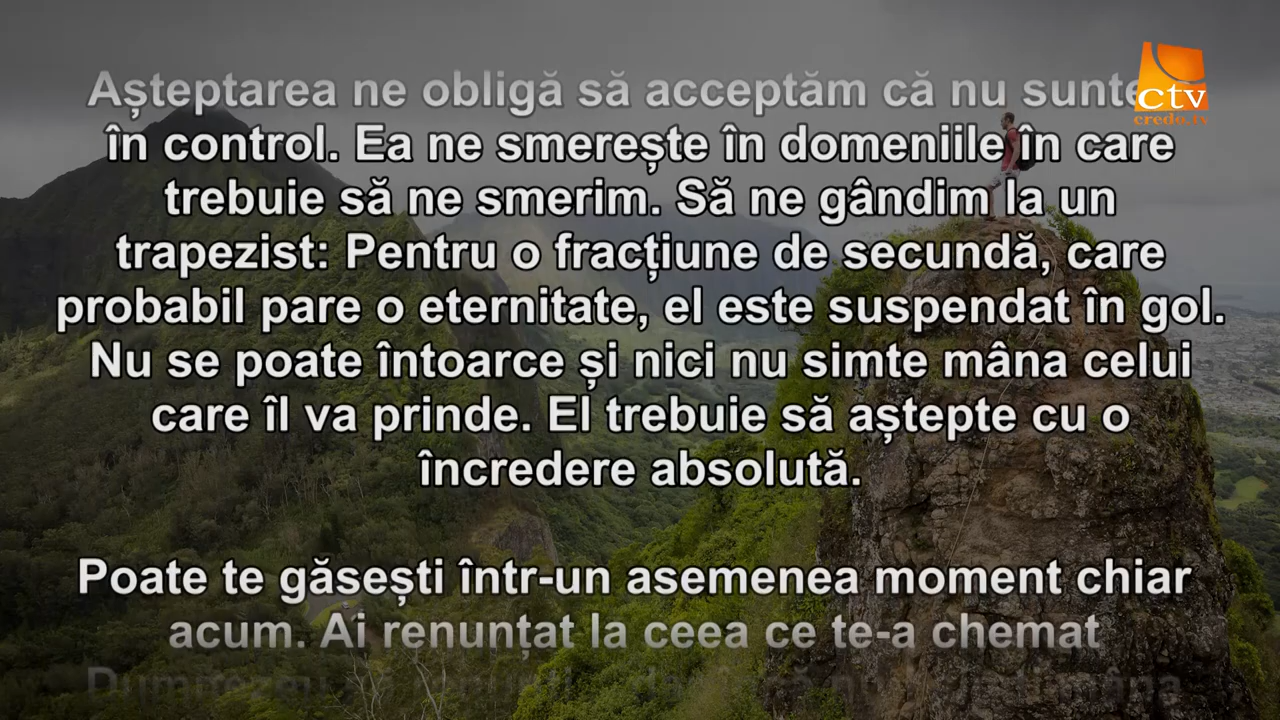 Așteptarea ne obligă să acceptăm că nu sunte
în control. Ea ne smerește în domeniile în care
trebuie să ne smerim. Să ne gândim la un
trapezist: Pentru o fracțiune de secundă, care
probabil pare o eternitate, el este suspendat în gol.
Nu se poate întoarce și nici nu simte mâna celui
care îl va prinde. El trebuie să aștepte cu o
încredere absolută.
Poate te găsești într-un asemenea moment chiar
acum. Ai renunțat la ceea ce te-a chemat
Dumnezeu
ctv
credo.tv